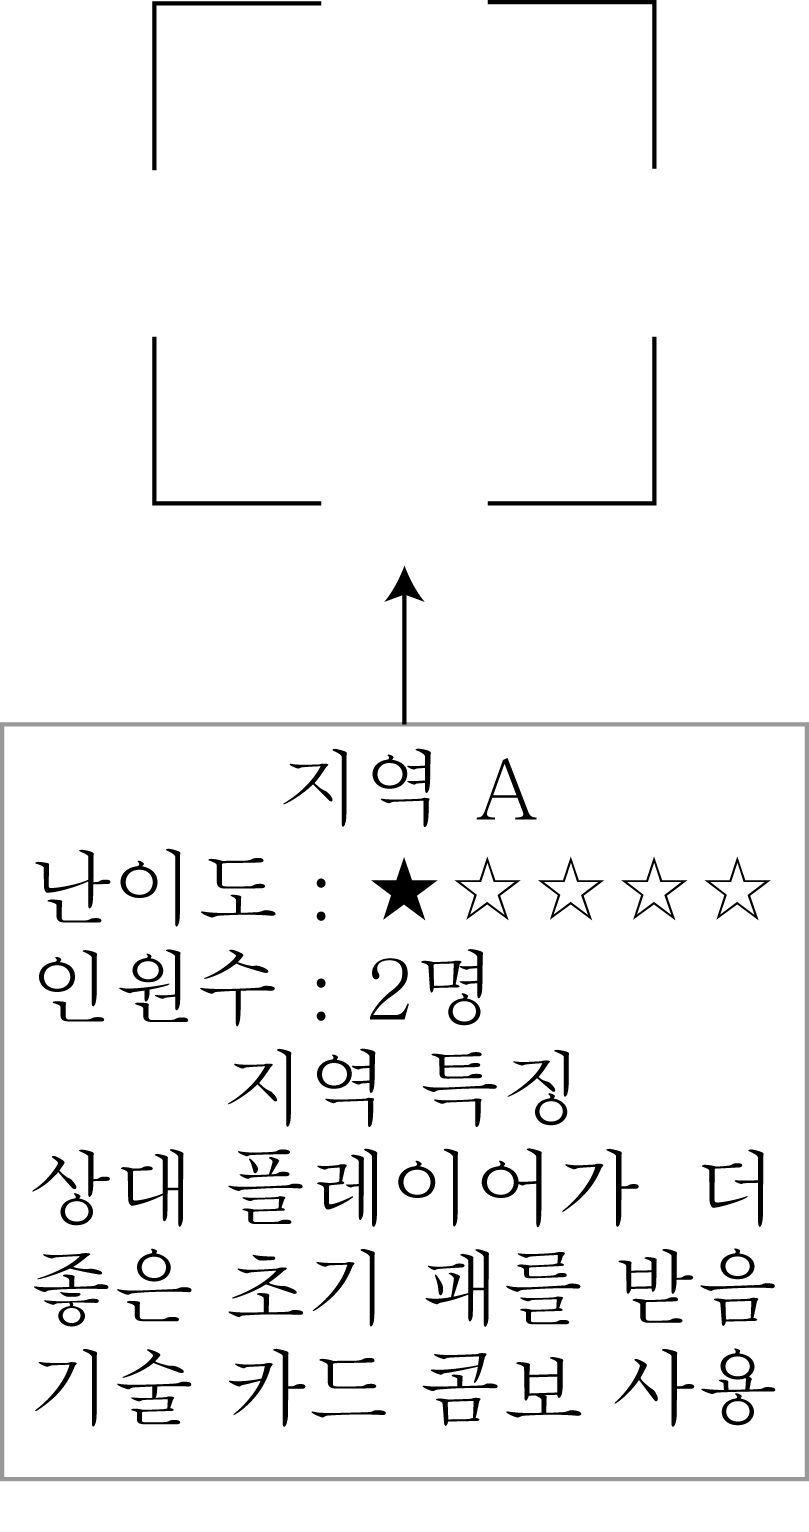 지역 A
난이도 : ★☆☆☆☆
인원수 : 2명
지역 특징
상대 플레이어가 더
좋은 초기 패를 받음
기술 카드 콤보 사용